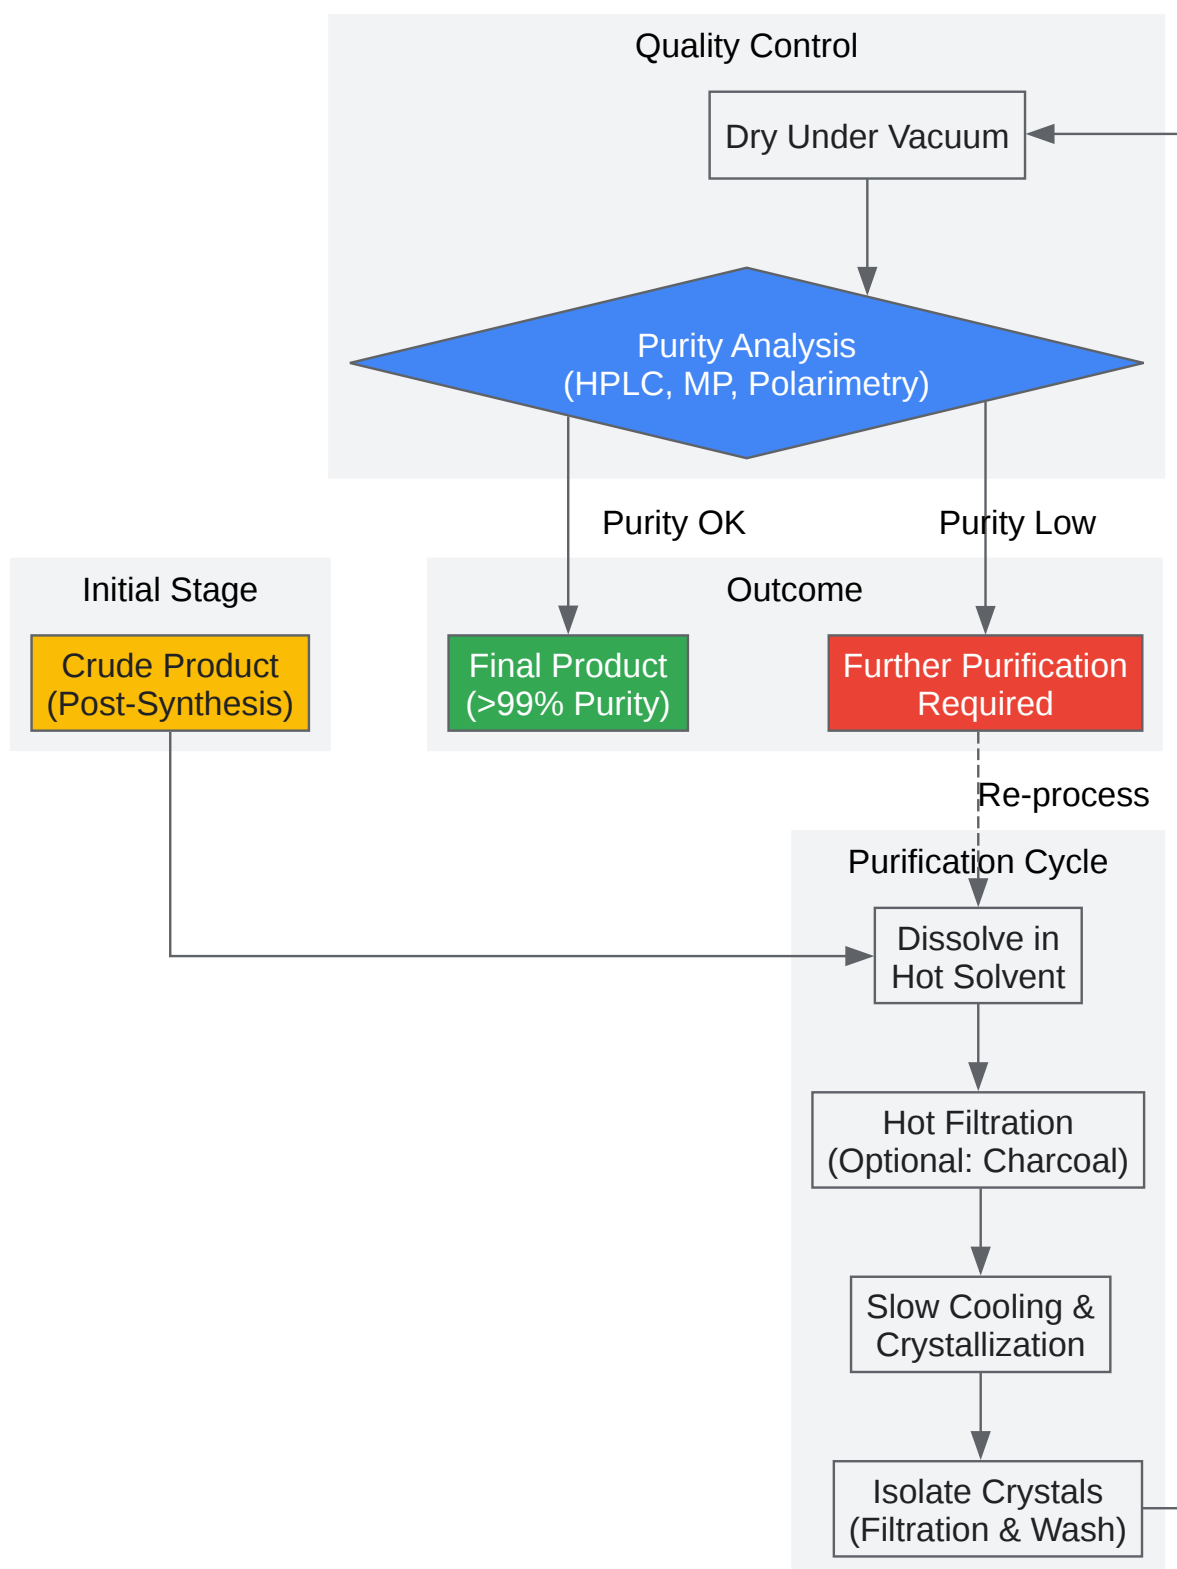 Quality Control
Dry Under Vacuum
Purity Analysis
(HPLC, MP, Polarimetry)
Purity OK
Purity Low
Initial Stage
Outcome
Crude Product
(Post-Synthesis)
Final Product
(>99% Purity)
Further Purification
Required
Re-process
Purification Cycle
Dissolve in
Hot Solvent
Hot Filtration
(Optional: Charcoal)
Slow Cooling &
Crystallization
Isolate Crystals
(Filtration & Wash)